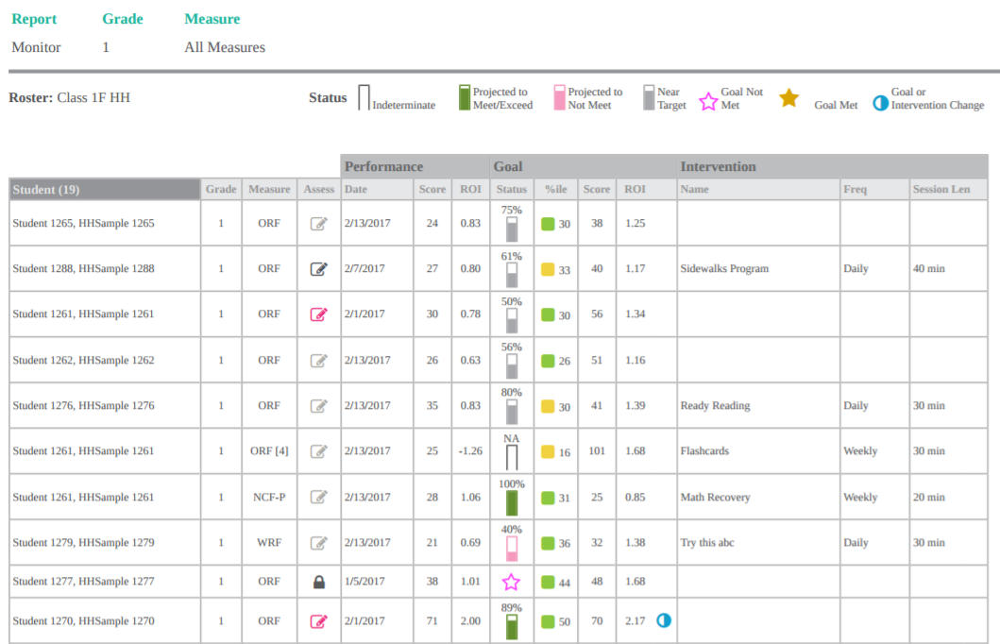 Report Grade Measure
Monitor 1 All Measures
Roster: Class 1F HH Status Indeterminate Projected to Meet/Exceed Projected to Not Meet Near Target Goal Not Met Goal Met Goal or Intervention Change
Performance Goal Intervention
Student (19) Grade Measure Assess Date Score ROI Status %ile Score ROI Name Freq Session Len
Student 1265, HHSample 1265 1 ORF 2/13/2017 24 0.83 75% 30 38 1.25
Student 1288, HHSample 1288 1 ORF 2/7/2017 27 0.80 61% 33 40 1.17 Sidewalks Program Daily 40 min
Student 1261, HHSample 1261 1 ORF 2/1/2017 30 0.78 50% 30 56 1.34
Student 1262, HHSample 1262 1 ORF 2/13/2017 26 0.63 56% 26 51 1.16
Student 1276, HHSample 1276 1 ORF 2/13/2017 35 0.83 80% 30 41 1.39 Ready Reading Daily 30 min
Student 1261, HHSample 1261 1 ORF [4] 2/13/2017 25 -1.26 NA 16 101 1.68 Flashcards Weekly 30 min
Student 1261, HHSample 1261 1 NCF-P 2/13/2017 28 1.06 100% 31 25 0.85 Math Recovery Weekly 20 min
Student 1279, HHSample 1279 1 WRF 2/13/2017 21 0.69 40% 36 32 1.38 Try this abc Daily 30 min
Student 1277, HHSample 1277 1 ORF 1/5/2017 38 1.01 44 48 1.68
Student 1270, HHSample 1270 1 ORF 2/1/2017 71 2.00 89% 50 70 2.17